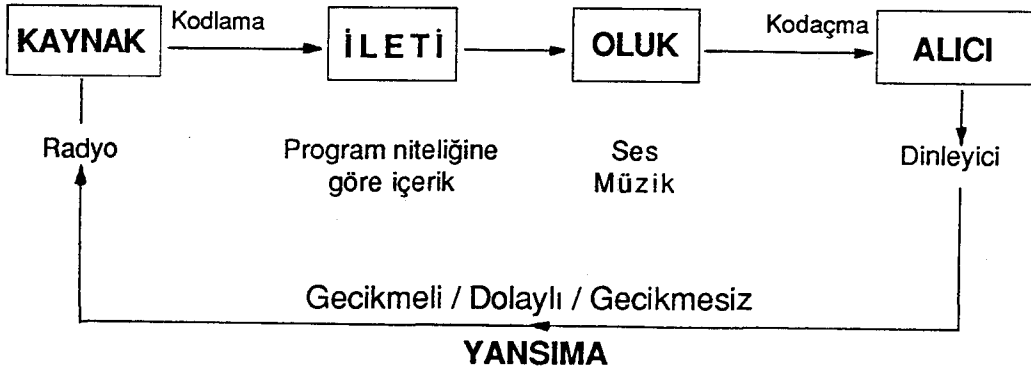 Kodlama
Kodaçma
KAYNAK
İLETİ
OLUK
ALICI
Radyo
Program niteliğine
göre içerik
Ses
Müzik
Dinleyici
Gecikmeli / Dolaylı / Gecikmesiz
YANSIMA